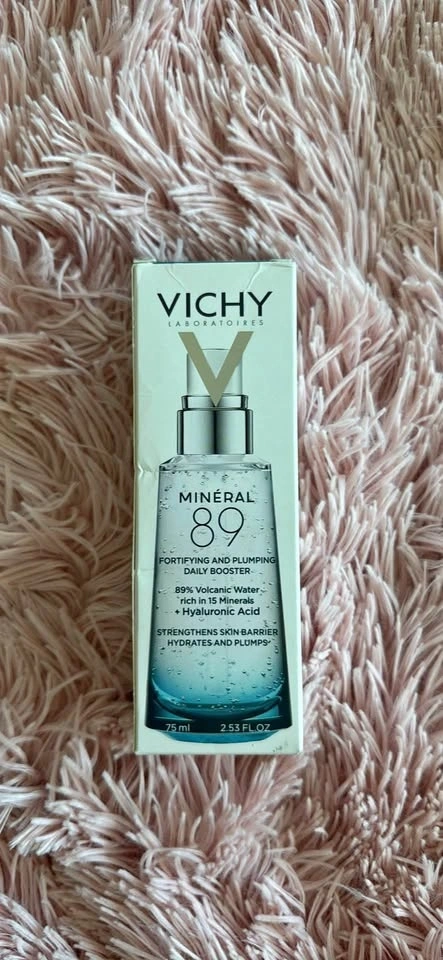 VICHY
LABORATOIRES
MINÉRAL
89
FORTIFYING AND PLUMPING
DAILY BOOSTER
89% Volcanic Water
rich in 15 Minerals
+ Hyaluronic Acid
STRENGTHENS SKIN BARRIER
HYDRATES AND PLUMPS
75 ml 2.53 FL.OZ